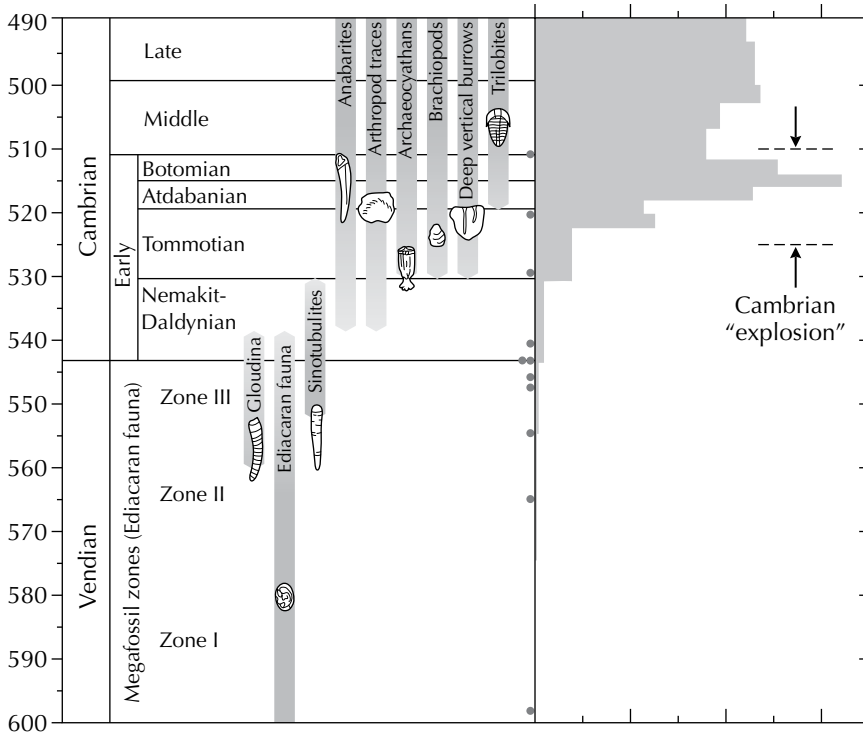 490
500
510
520
530
540
550
560
570
580
590
600
Cambrian
Vendian
Early
Megafossil zones (Ediacaran fauna)
Late
Middle
Botomian
Atdabanian
Tommotian
Nemakit-
Daldynian
Zone III
Zone II
Zone I
Gloudina
Ediacaran fauna
Sinotubulites
Anabarites
Arthropod traces
Archaeocyathans
Brachiopods
Deep vertical burrows
Trilobites
Cambrian
“explosion”